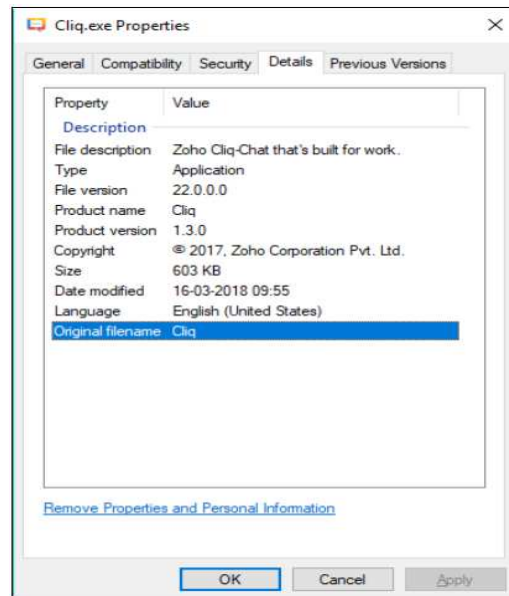 Cliq.exe Properties
General Compatibility Security Details Previous Versions
Property Value
Description
File description Zoho Cliq-Chat that's built for work.
Type Application
File version 22.0.0.0
Product name Cliq
Product version 1.3.0
Copyright © 2017, Zoho Corporation Pvt. Ltd.
Size 603 KB
Date modified 16-03-2018 09:55
Language English (United States)
Original filename Cliq
Remove Properties and Personal Information
OK Cancel Apply